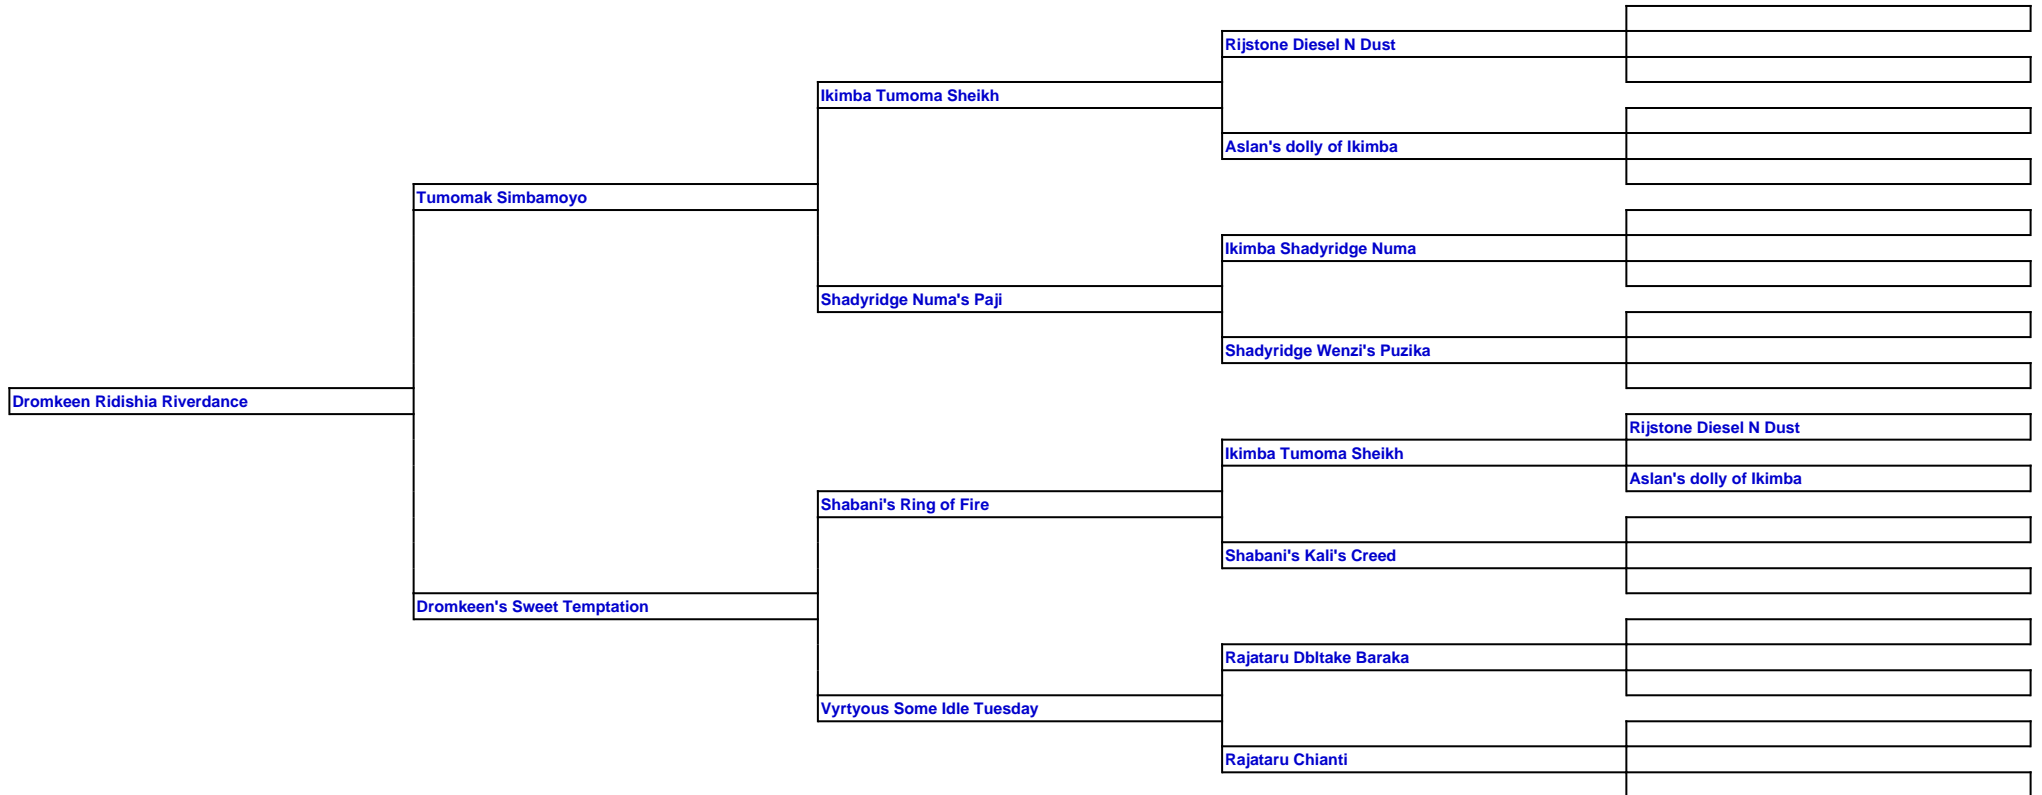 Rijstone Diesel N Dust
Ikimba Tumoma Sheikh
Aslan's dolly of Ikimba
Tumomak Simbamoyo
Ikimba Shadyridge Numa
Shadyridge Numa's Paji
Shadyridge Wenzi's Puzika
Dromkeen Ridishia Riverdance
Rijstone Diesel N Dust
Ikimba Tumoma Sheikh
Aslan's dolly of Ikimba
Shabani's Ring of Fire
Shabani's Kali's Creed
Dromkeen's Sweet Temptation
Rajataru Dbltake Baraka
Vyrtyous Some Idle Tuesday
Rajataru Chianti